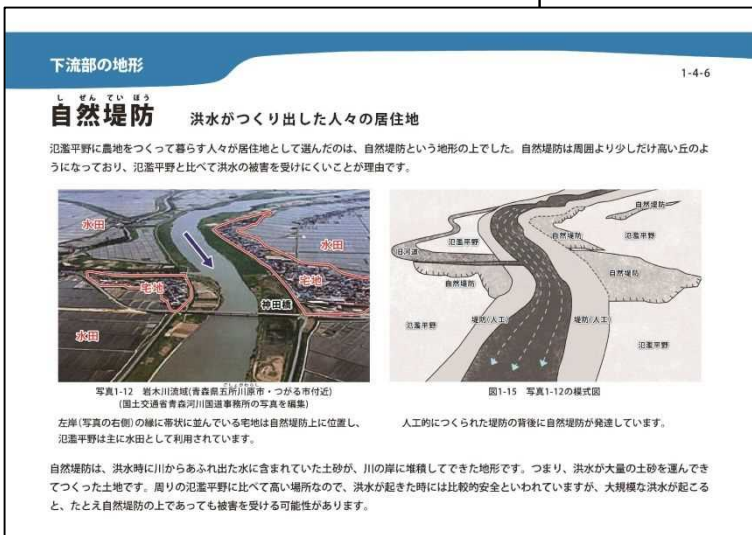 下流部の地形
1-4-6
し ぜん てい ぼう
自然堤防 洪水がつくり出した人々の居住地
氾濫平野に農地をつくって暮らす人々が居住地として選んだのは、自然堤防という地形の上でした。自然堤防は周囲より少しだけ高い丘のよ
うになっており、氾濫平野と比べて洪水の被害を受けにくいことが理由です。
水田
水田
宅地
宅地
神田橋
水田
自然堤防
自然堤防
氾濫平野
氾濫平野
旧河道
自然堤防
自然堤防
堤防(人工)
堤防(人工)
氾濫平野
氾濫平野
ごしょがわらし
写真1-12 岩木川流域(青森県五所川原市・つがる市付近)
(国土交通省青森河川国道事務所の写真を編集)
図1-15 写真1-12の模式図
左岸(写真の右側)の縁に帯状に並んでいる宅地は自然堤防上に位置し、
氾濫平野は主に水田として利用されています。
人工的につくられた堤防の背後に自然堤防が発達しています。
自然堤防は、洪水時に川からあふれ出た水に含まれていた土砂が、川の岸に堆積してできた地形です。つまり、洪水が大量の土砂を運んでき
てつくった土地です。周りの氾濫平野に比べて高い場所なので、洪水が起きた時には比較的安全といわれていますが、大規模な洪水が起こる
と、たとえ自然堤防の上であっても被害を受ける可能性があります。